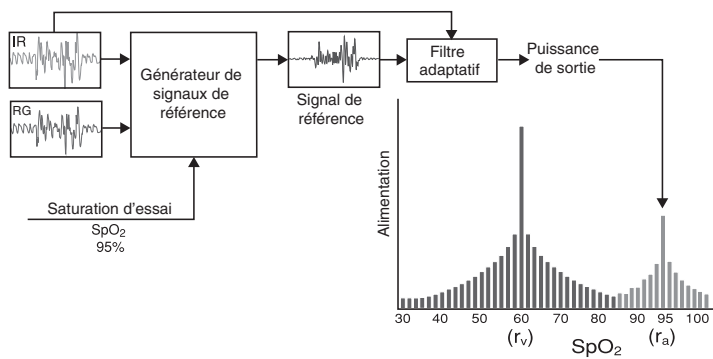 IR
RG
Générateur de
signaux de
référence
Signal de
référence
Filtre
adaptatif
Puissance
de sortie
Saturation d'essai
SpO₂
95%
Alimentation
30 40 50 60 70 80 90 95 100
(rᵥ) (rₐ)
SpO₂